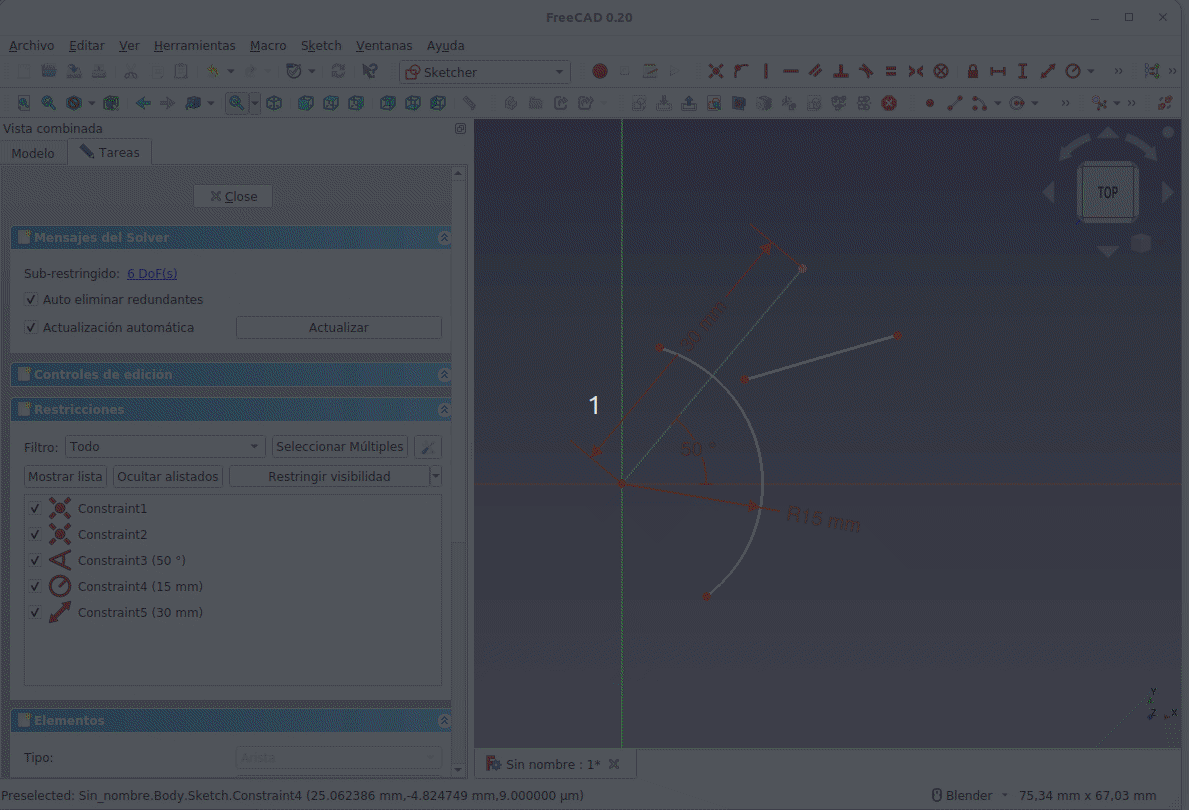 FreeCAD 0.20
Archivo Editar Ver Herramientas Macro Sketch Ventanas Ayuda
Sketcher
Vista combinada
Modelo Tareas
Close
Mensajes del Solver
Sub-restringido: 6 DoF(s)
Auto eliminar redundantes
Actualización automática Actualizar
Controles de edición
Restricciones
Filtro: Todo Seleccionar Múltiples
Mostrar lista Ocultar alistados Restringir visibilidad
Constraint1
Constraint2
Constraint3 (50 °)
Constraint4 (15 mm)
Constraint5 (30 mm)
Elementos
Tipo: Arista
TOP
1
30 mm
50 °
R15 mm
Y
Z X
Sin nombre : 1*
Preselected: Sin_nombre.Body.Sketch.Constraint4 (25.062386 mm,-4.824749 mm,9.000000 µm)
Blender 75,34 mm x 67,03 mm